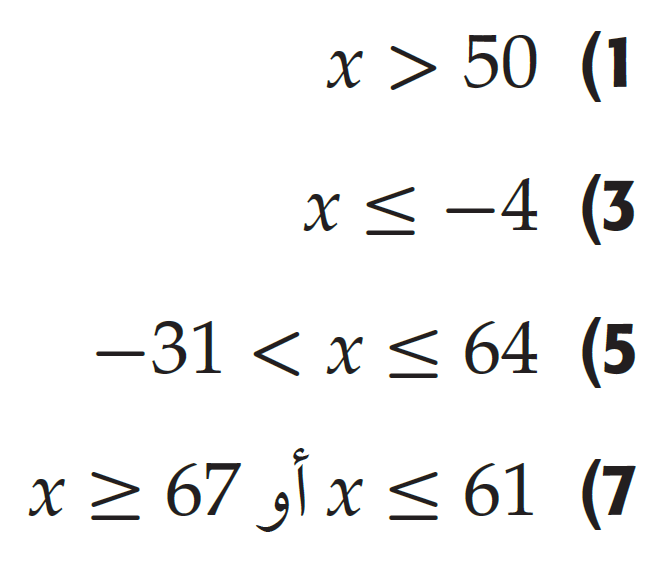 (1 x > 50
(3 x ≤ −4
(5 −31 < x ≤ 64
(7 x ≤ 61 أو x ≥ 67